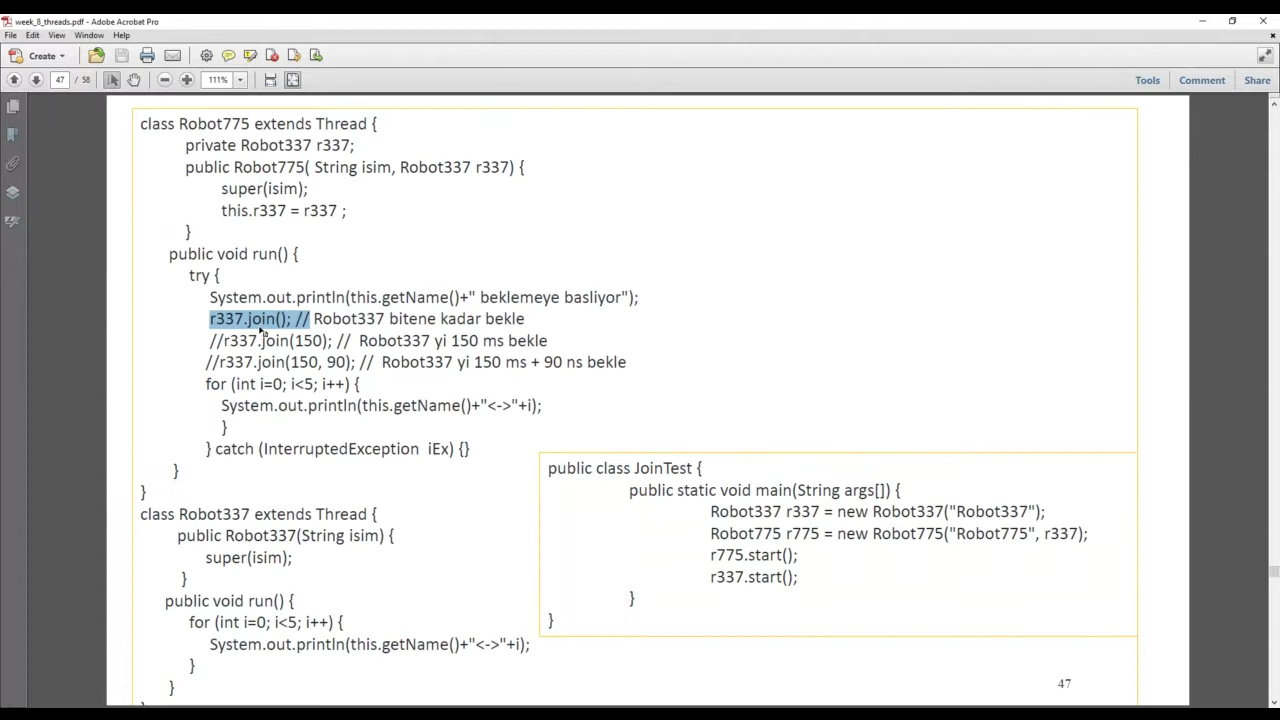 week_8_threads.pdf - Adobe Acrobat Pro
File Edit View Window Help
Create
47 / 58 111% Tools Comment Share
class Robot775 extends Thread {
private Robot337 r337;
public Robot775( String isim, Robot337 r337) {
super(isim);
this.r337 = r337 ;
}
public void run() {
try {
System.out.println(this.getName()+" beklemeye basliyor");
r337.join(); // Robot337 bitene kadar bekle
//r337.join(150); // Robot337 yi 150 ms bekle
//r337.join(150, 90); // Robot337 yi 150 ms + 90 ns bekle
for (int i=0; i<5; i++) {
System.out.println(this.getName()+"<->"+i);
}
} catch (InterruptedException iEx) {}
}
}
class Robot337 extends Thread {
public Robot337(String isim) {
super(isim);
}
public void run() {
for (int i=0; i<5; i++) {
System.out.println(this.getName()+"<->"+i);
}
}
public class JoinTest {
public static void main(String args[]) {
Robot337 r337 = new Robot337("Robot337");
Robot775 r775 = new Robot775("Robot775", r337);
r775.start();
r337.start();
}
}
47